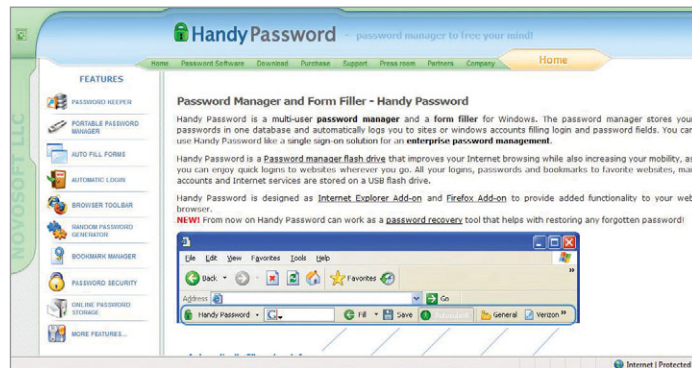 HandyPassword – password manager to free your mind!
Home Password Software Download Purchase Support Press room Partners Company Home
NOVOSOFT LLC
FEATURES
PASSWORD KEEPER
PORTABLE PASSWORD
MANAGER
AUTO FILL FORMS
AUTOMATIC LOGIN
BROWSER TOOLBAR
RANDOM PASSWORD
GENERATOR
BOOKMARK MANAGER
PASSWORD SECURITY
ONLINE PASSWORD
STORAGE
MORE FEATURES...
Password Manager and Form Filler - Handy Password
Handy Password is a multi-user password manager and a form filler for Windows. The password manager stores you
passwords in one database and automatically logs you to sites or windows accounts filling login and password fields. You can
use Handy Password like a single sign-on solution for an enterprise password management.
Handy Password is a Password manager flash drive that improves your Internet browsing while also increasing your mobility, as
you can enjoy quick logins to websites wherever you go. All your logins, passwords and bookmarks to favorite websites, mai
accounts and Internet services are stored on a USB flash drive.
Handy Password is designed as Internet Explorer Add-on and Firefox Add-on to provide added functionality to your web
browser.
NEW! From now on Handy Password can work as a password recovery tool that helps with restoring any forgotten password!
File Edit View Favorites Tools Help
Back Favorites
Address Go
Handy Password G Fill Save General Verizon
Internet | Protected